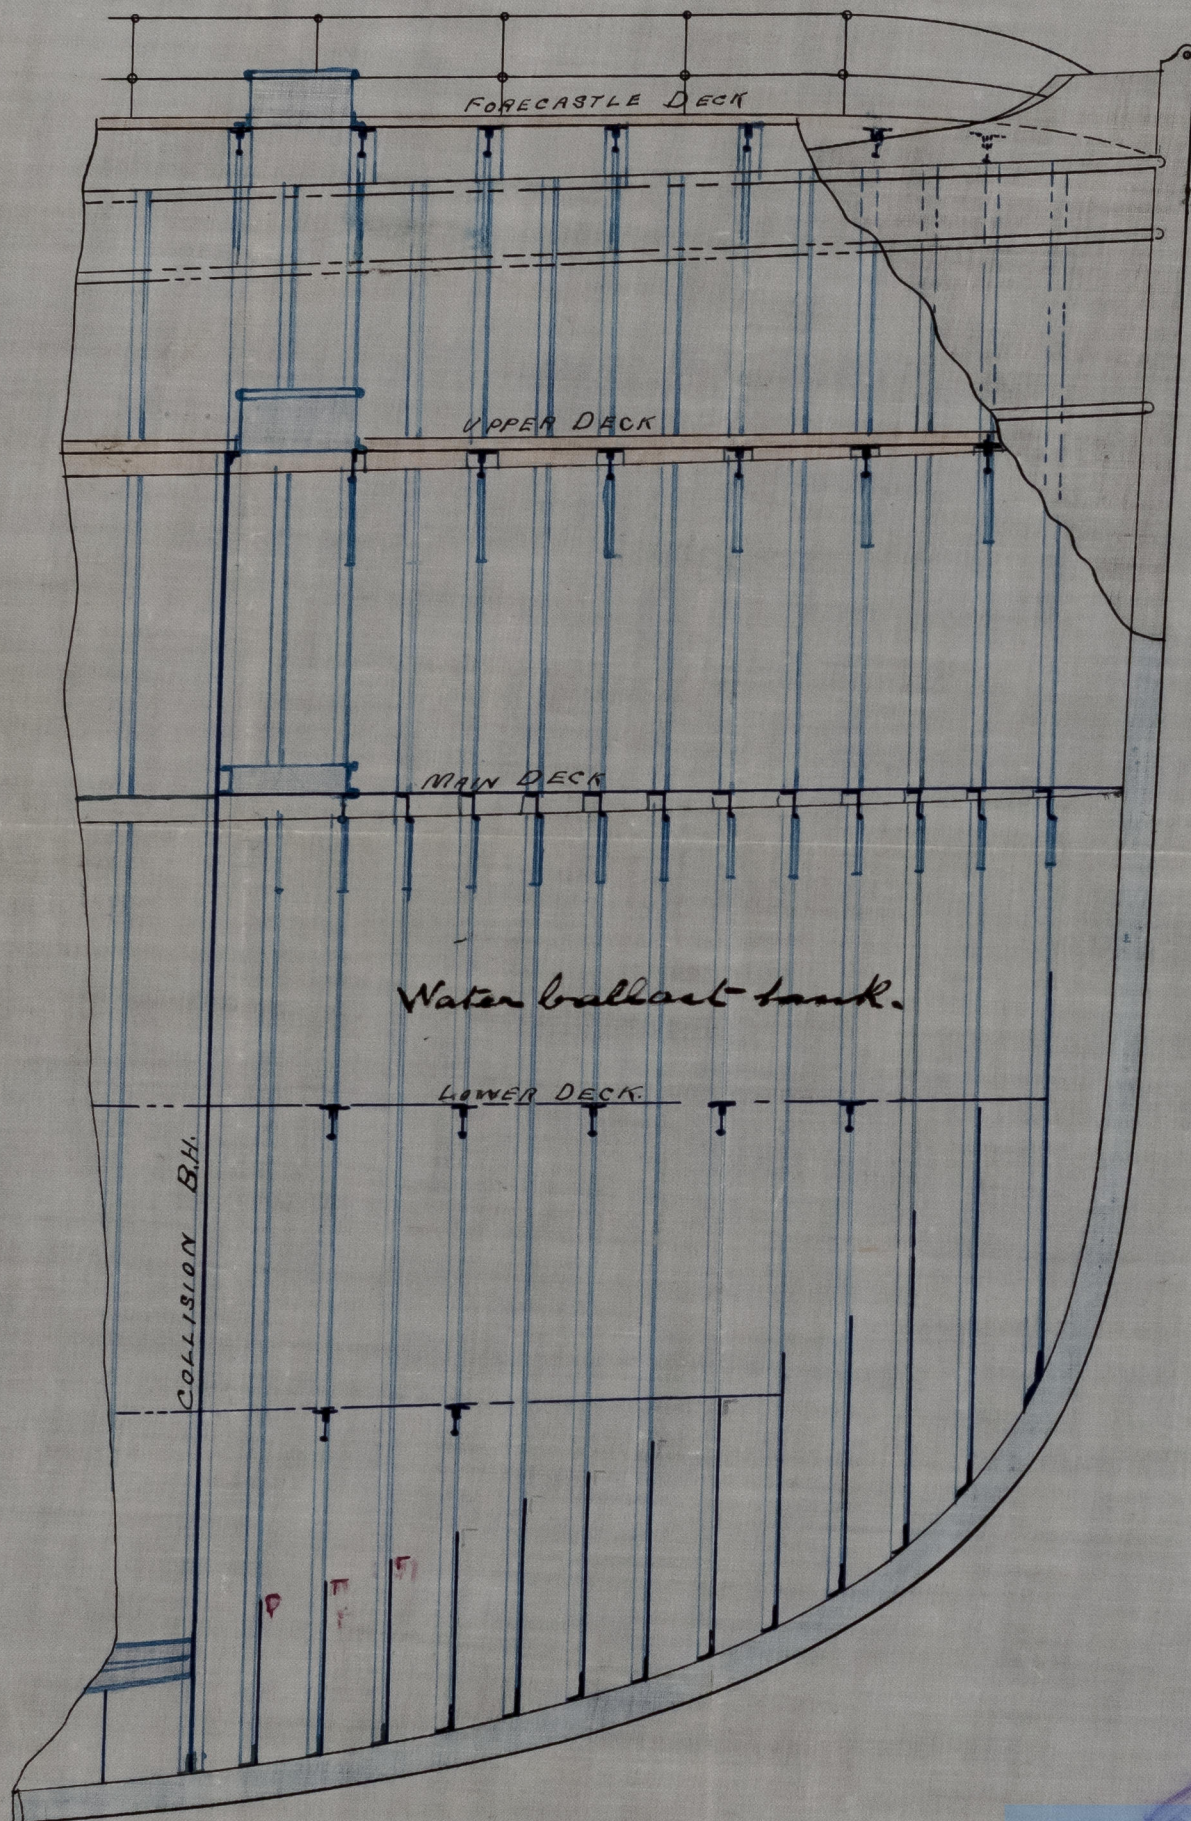 FORECASTLE DECK
UPPER DECK
MAIN DECK
Water ballast tank.
LOWER DECK.
COLLISION B.H.